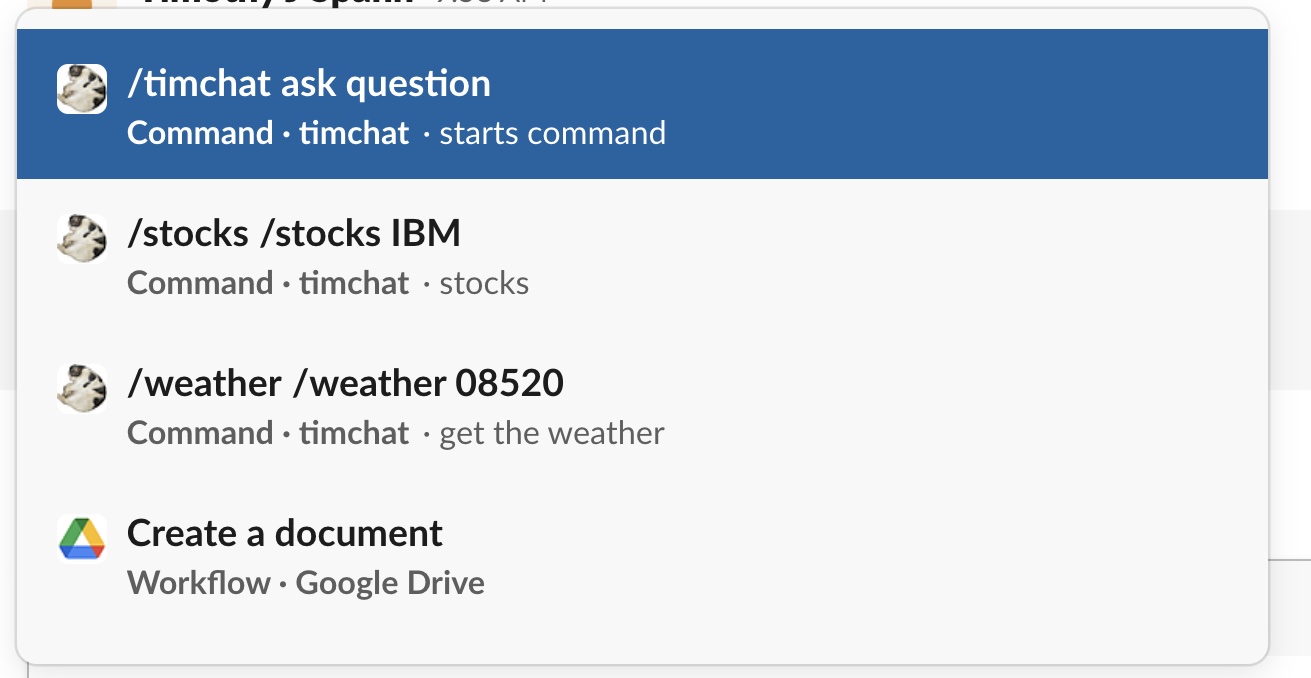 /timchat ask question
Command · timchat · starts command
/stocks /stocks IBM
Command · timchat · stocks
/weather /weather 08520
Command · timchat · get the weather
Create a document
Workflow · Google Drive